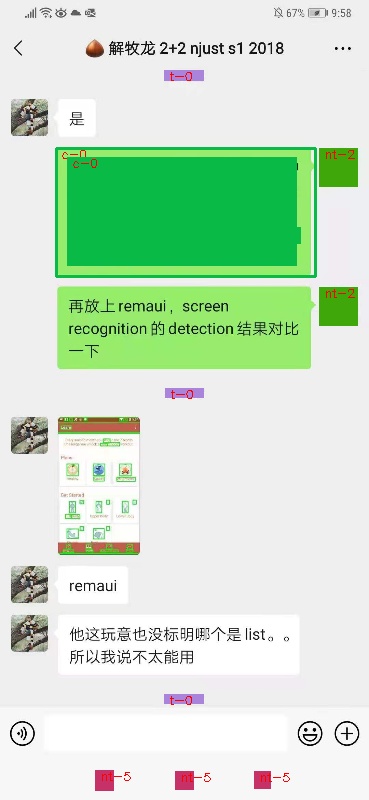 67% 9:58
解牧龙 2+2 njust s1 2018
t-0
是
c-0
c-0
nt-2
再放上 remaui，screen
recognition 的 detection 结果对比
一下
nt-2
t-0
remaui
他这玩意也没标明哪个是 list。。
所以我说不太能用
t-0
nt-5
nt-5
nt-5